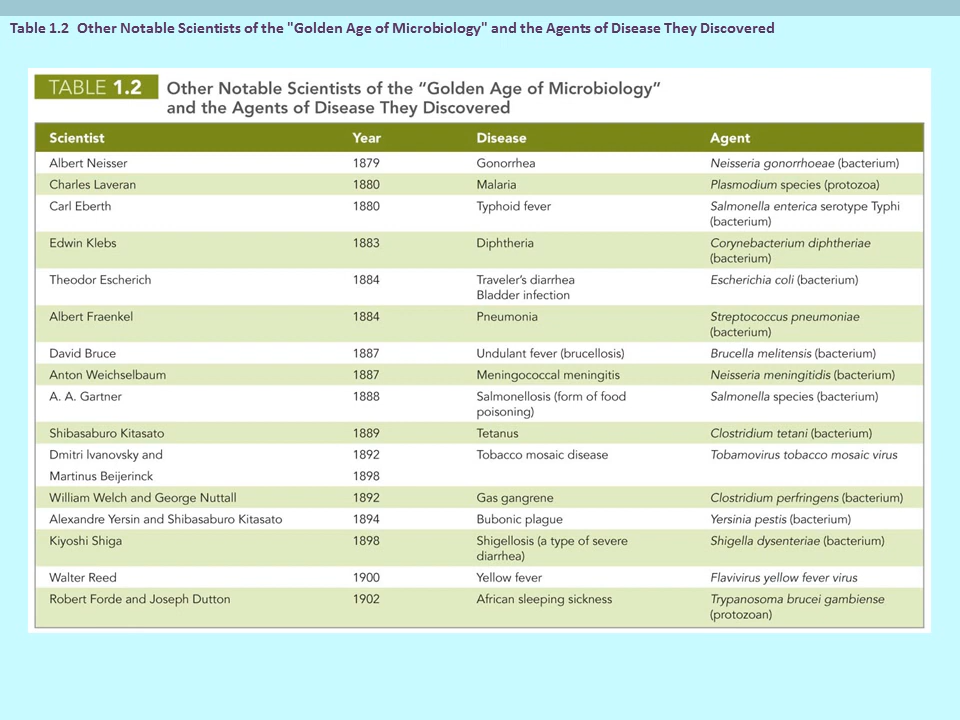 Table 1.2 Other Notable Scientists of the "Golden Age of Microbiology" and the Agents of Disease They Discovered
TABLE 1.2 Other Notable Scientists of the “Golden Age of Microbiology”
and the Agents of Disease They Discovered
Scientist Year Disease Agent
Albert Neisser 1879 Gonorrhea Neisseria gonorrhoeae (bacterium)
Charles Laveran 1880 Malaria Plasmodium species (protozoa)
Carl Eberth 1880 Typhoid fever Salmonella enterica serotype Typhi
(bacterium)
Edwin Klebs 1883 Diphtheria Corynebacterium diphtheriae
(bacterium)
Theodor Escherich 1884 Traveler’s diarrhea Escherichia coli (bacterium)
Bladder infection
Albert Fraenkel 1884 Pneumonia Streptococcus pneumoniae
(bacterium)
David Bruce 1887 Undulant fever (brucellosis) Brucella melitensis (bacterium)
Anton Weichselbaum 1887 Meningococcal meningitis Neisseria meningitidis (bacterium)
A. A. Gartner 1888 Salmonellosis (form of food Salmonella species (bacterium)
poisoning)
Shibasaburo Kitasato 1889 Tetanus Clostridium tetani (bacterium)
Dmitri Ivanovsky and 1892 Tobacco mosaic disease Tobamovirus tobacco mosaic virus
Martinus Beijerinck 1898
William Welch and George Nuttall 1892 Gas gangrene Clostridium perfringens (bacterium)
Alexandre Yersin and Shibasaburo Kitasato 1894 Bubonic plague Yersinia pestis (bacterium)
Kiyoshi Shiga 1898 Shigellosis (a type of severe Shigella dysenteriae (bacterium)
diarrhea)
Walter Reed 1900 Yellow fever Flavivirus yellow fever virus
Robert Forde and Joseph Dutton 1902 African sleeping sickness Trypanosoma brucei gambiense
(protozoan)